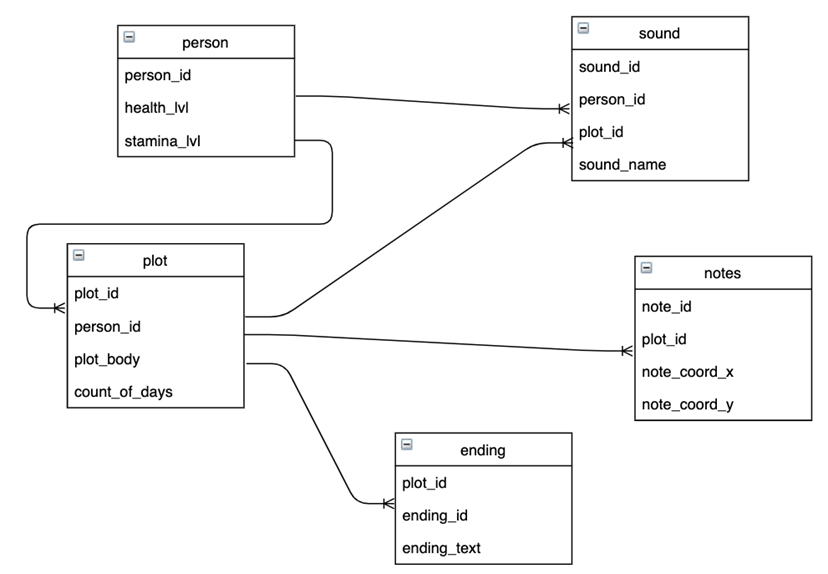 person
person_id
health_lvl
stamina_lvl
sound
sound_id
person_id
plot_id
sound_name
plot
plot_id
person_id
plot_body
count_of_days
notes
note_id
plot_id
note_coord_x
note_coord_y
ending
plot_id
ending_id
ending_text